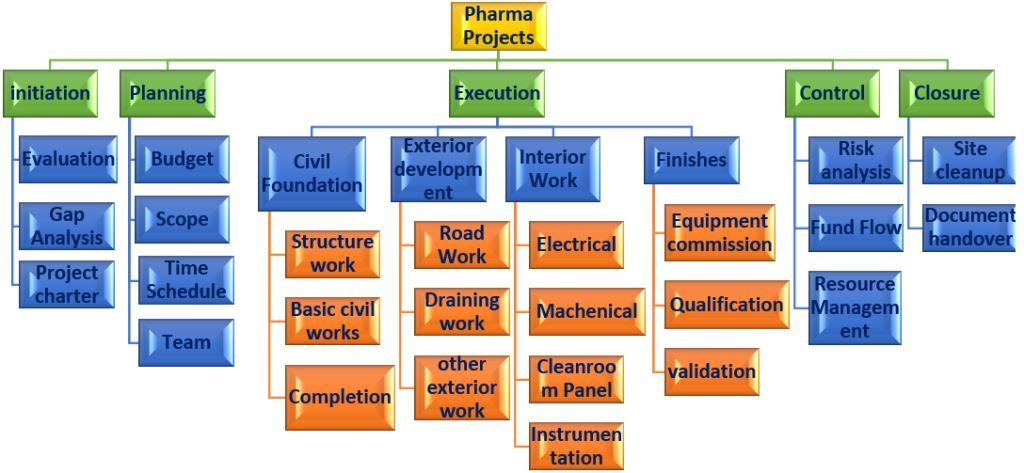 Pharma
Projects
initiation
Planning
Execution
Control
Closure
Evaluation
Gap
Analysis
Project
charter
Budget
Scope
Time
Schedule
Team
Civil
Foundation
Structure
work
Basic civil
works
Completion
Exterior
developm
ent
Road
Work
Draining
work
other
exterior
work
Interior
Work
Electrical
Machenical
Cleanroo
m Panel
Instrumen
tation
Finishes
Equipment
commission
Qualification
validation
Risk
analysis
Fund Flow
Resource
Managem
ent
Site
cleanup
Document
handover